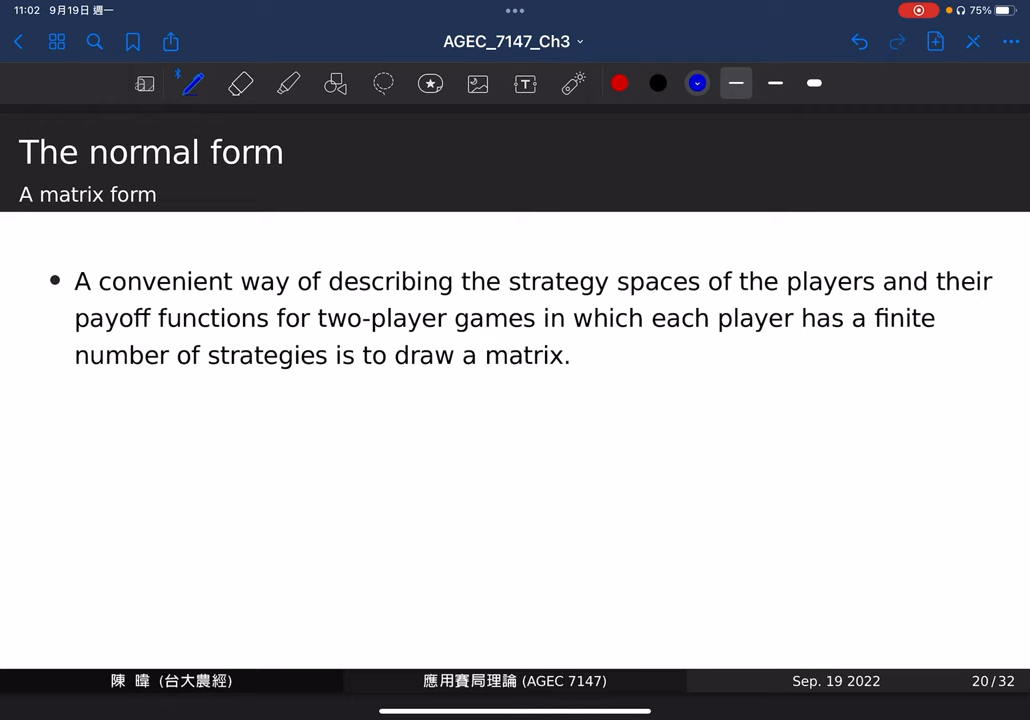 11:02 9月19日 週一
75%
AGEC_7147_Ch3
The normal form
A matrix form
• A convenient way of describing the strategy spaces of the players and their
payoff functions for two-player games in which each player has a finite
number of strategies is to draw a matrix.
陳 暐 (台大農經) 應用賽局理論 (AGEC 7147) Sep. 19 2022 20/32